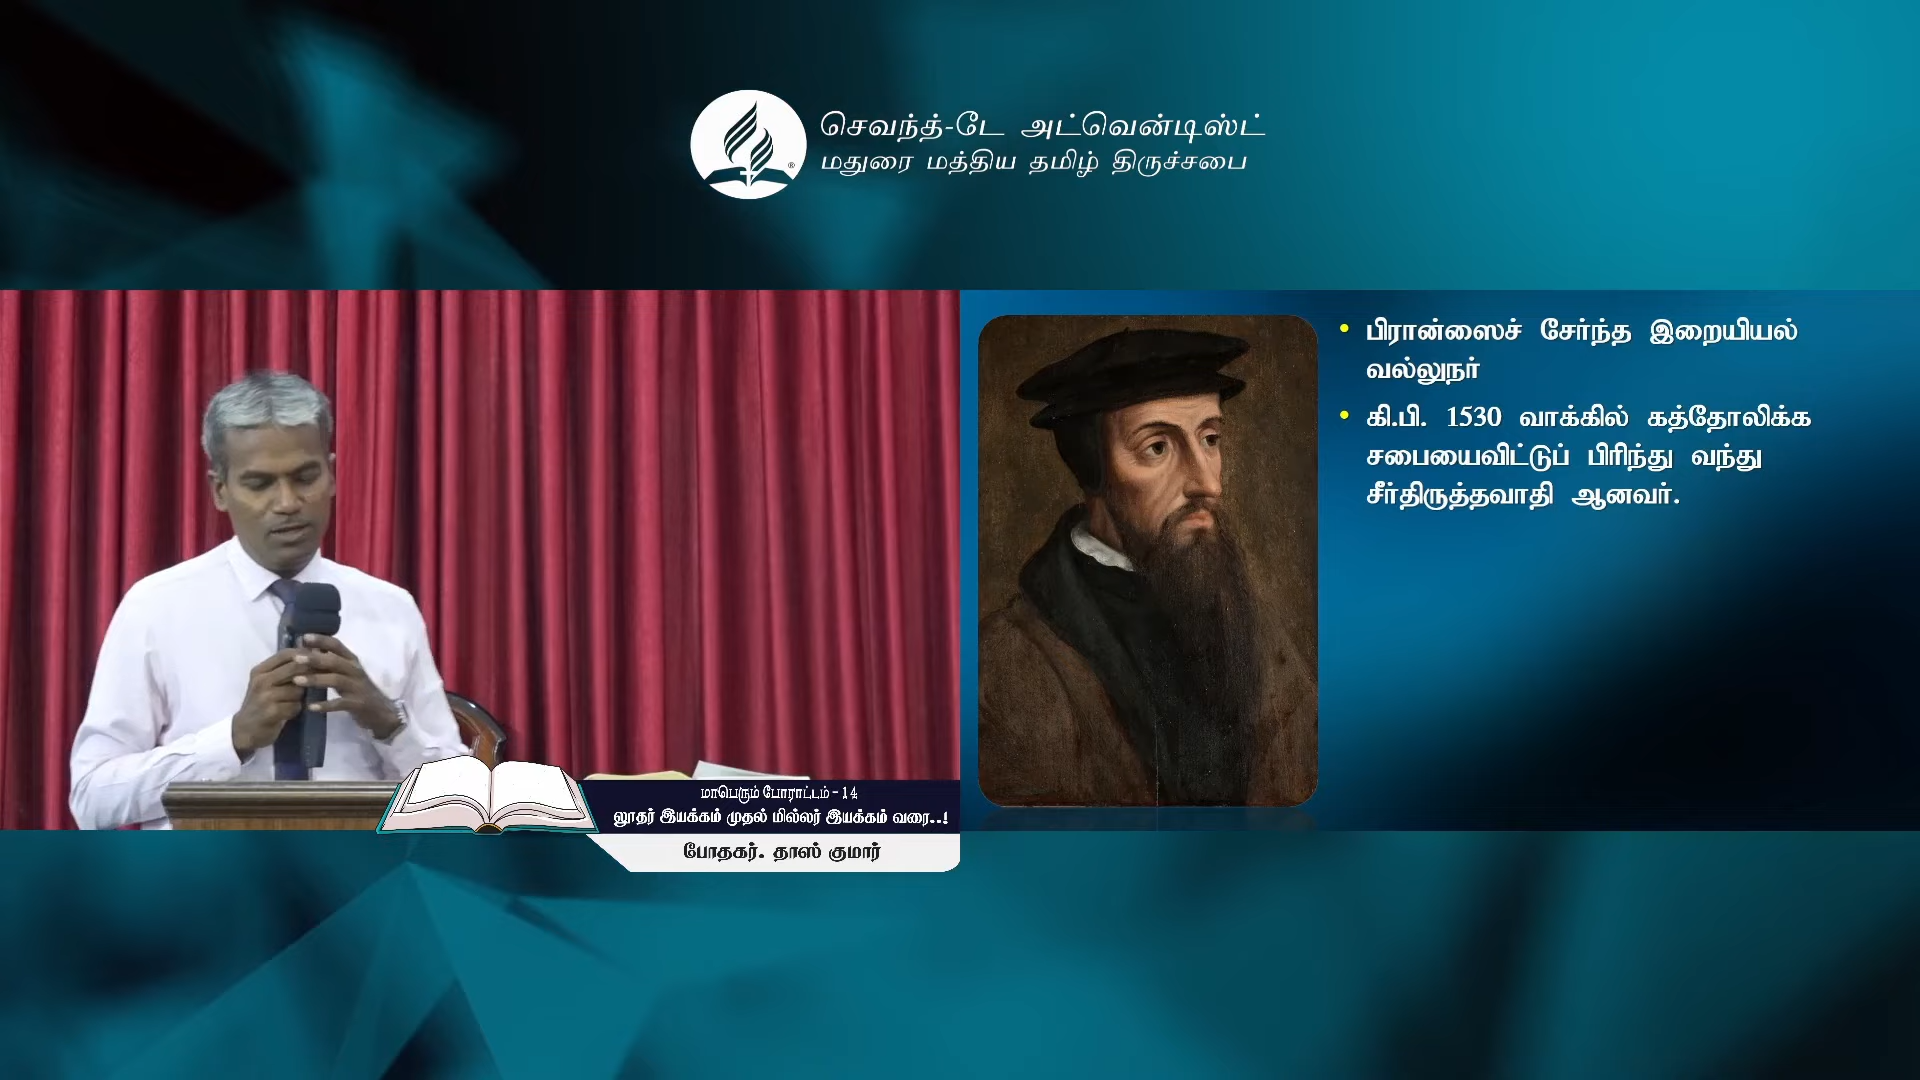 செவந்த்-டே அட்வென்டிஸ்ட்
மதுரை மத்திய தமிழ் திருச்சபை
• பிரான்ஸைச் சேர்ந்த இறையியல்
வல்லுநர்
• கி.பி. 1530 வாக்கில் கத்தோலிக்க
சபையைவிட்டுப் பிரிந்து வந்து
சீர்திருத்தவாதி ஆனவர்.
மாபெரும் போராட்டம் - 14
லூதர் இயக்கம் முதல் மில்லர் இயக்கம் வரை..!
போதகர். தாஸ் குமார்